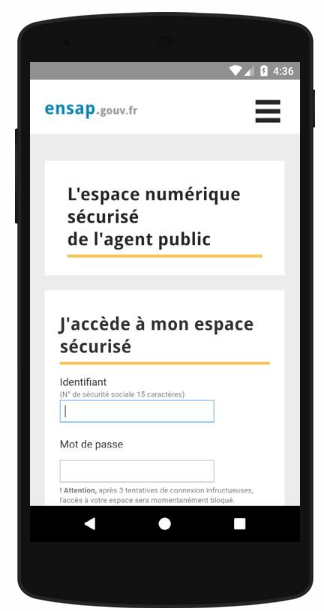 4:36
ensap.gouv.fr
L'espace numérique
sécurisé
de l'agent public
J'accède à mon espace
sécurisé
Identifiant
(N° de sécurité sociale 15 caractères)
Mot de passe
! Attention, après 3 tentatives de connexion infructueuses,
l'accès à votre espace sera momentanément bloqué.